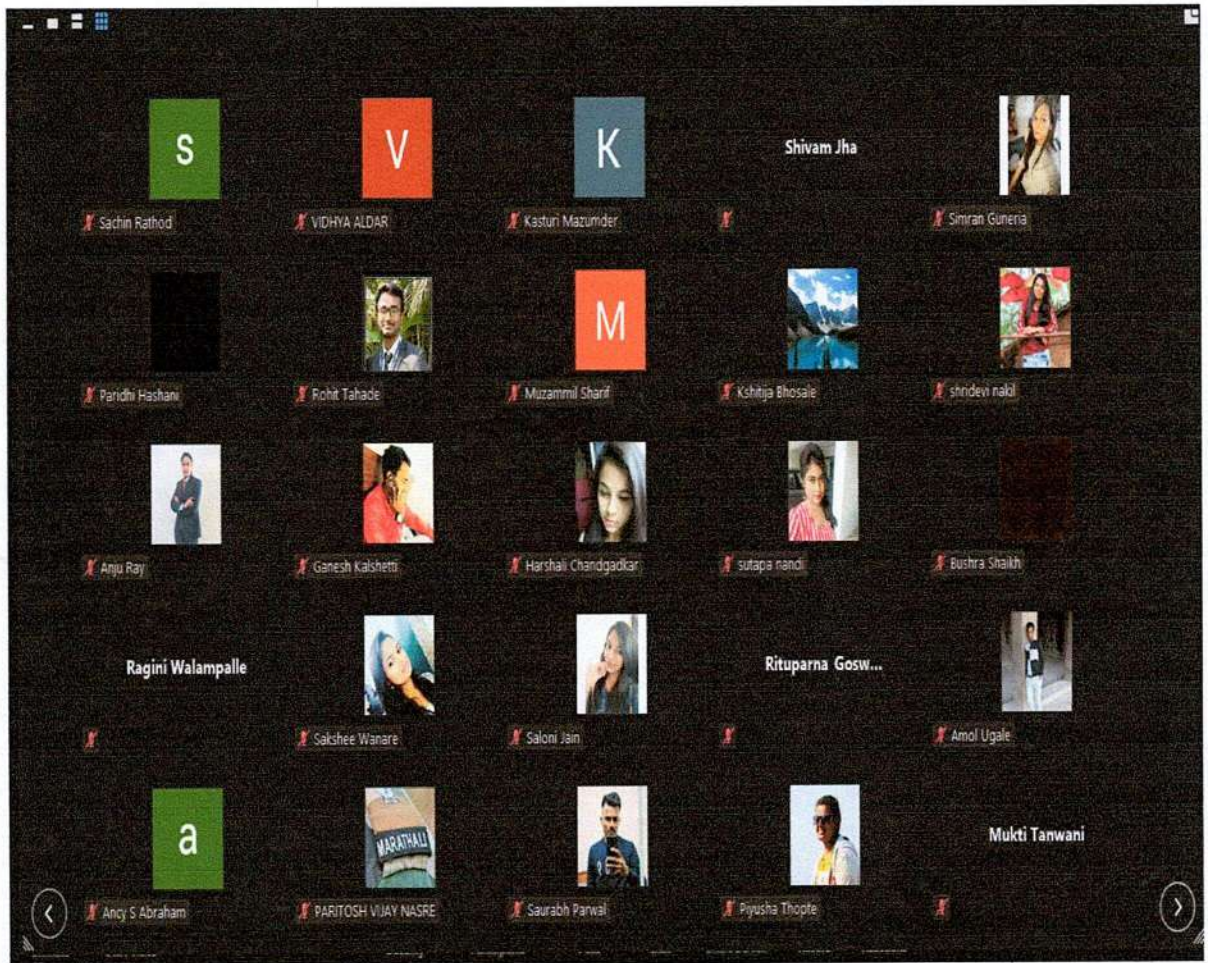 S
V
K
Shivam Jha
Sachin Rathod
VIDHYA ALDAR
Kasturi Mazumder
Simran Guneria
M
Paridhi Hashani
Rohit Tahade
Muzammil Sharif
Kshitija Bhosale
shridevi nakil
Anju Ray
Ganesh Kalshetti
Harshali Chandgadkar
sutapa nandi
Bushra Shaikh
Ragini Walampalle
Rituparna Gosw...
Sakshee Wanare
Saloni Jain
Amol Ugale
a
MARATHALI
Mukti Tanwani
Ancy S Abraham
PARITOSH VIJAY NASRE
Saurabh Parwal
Piyusha Thopte